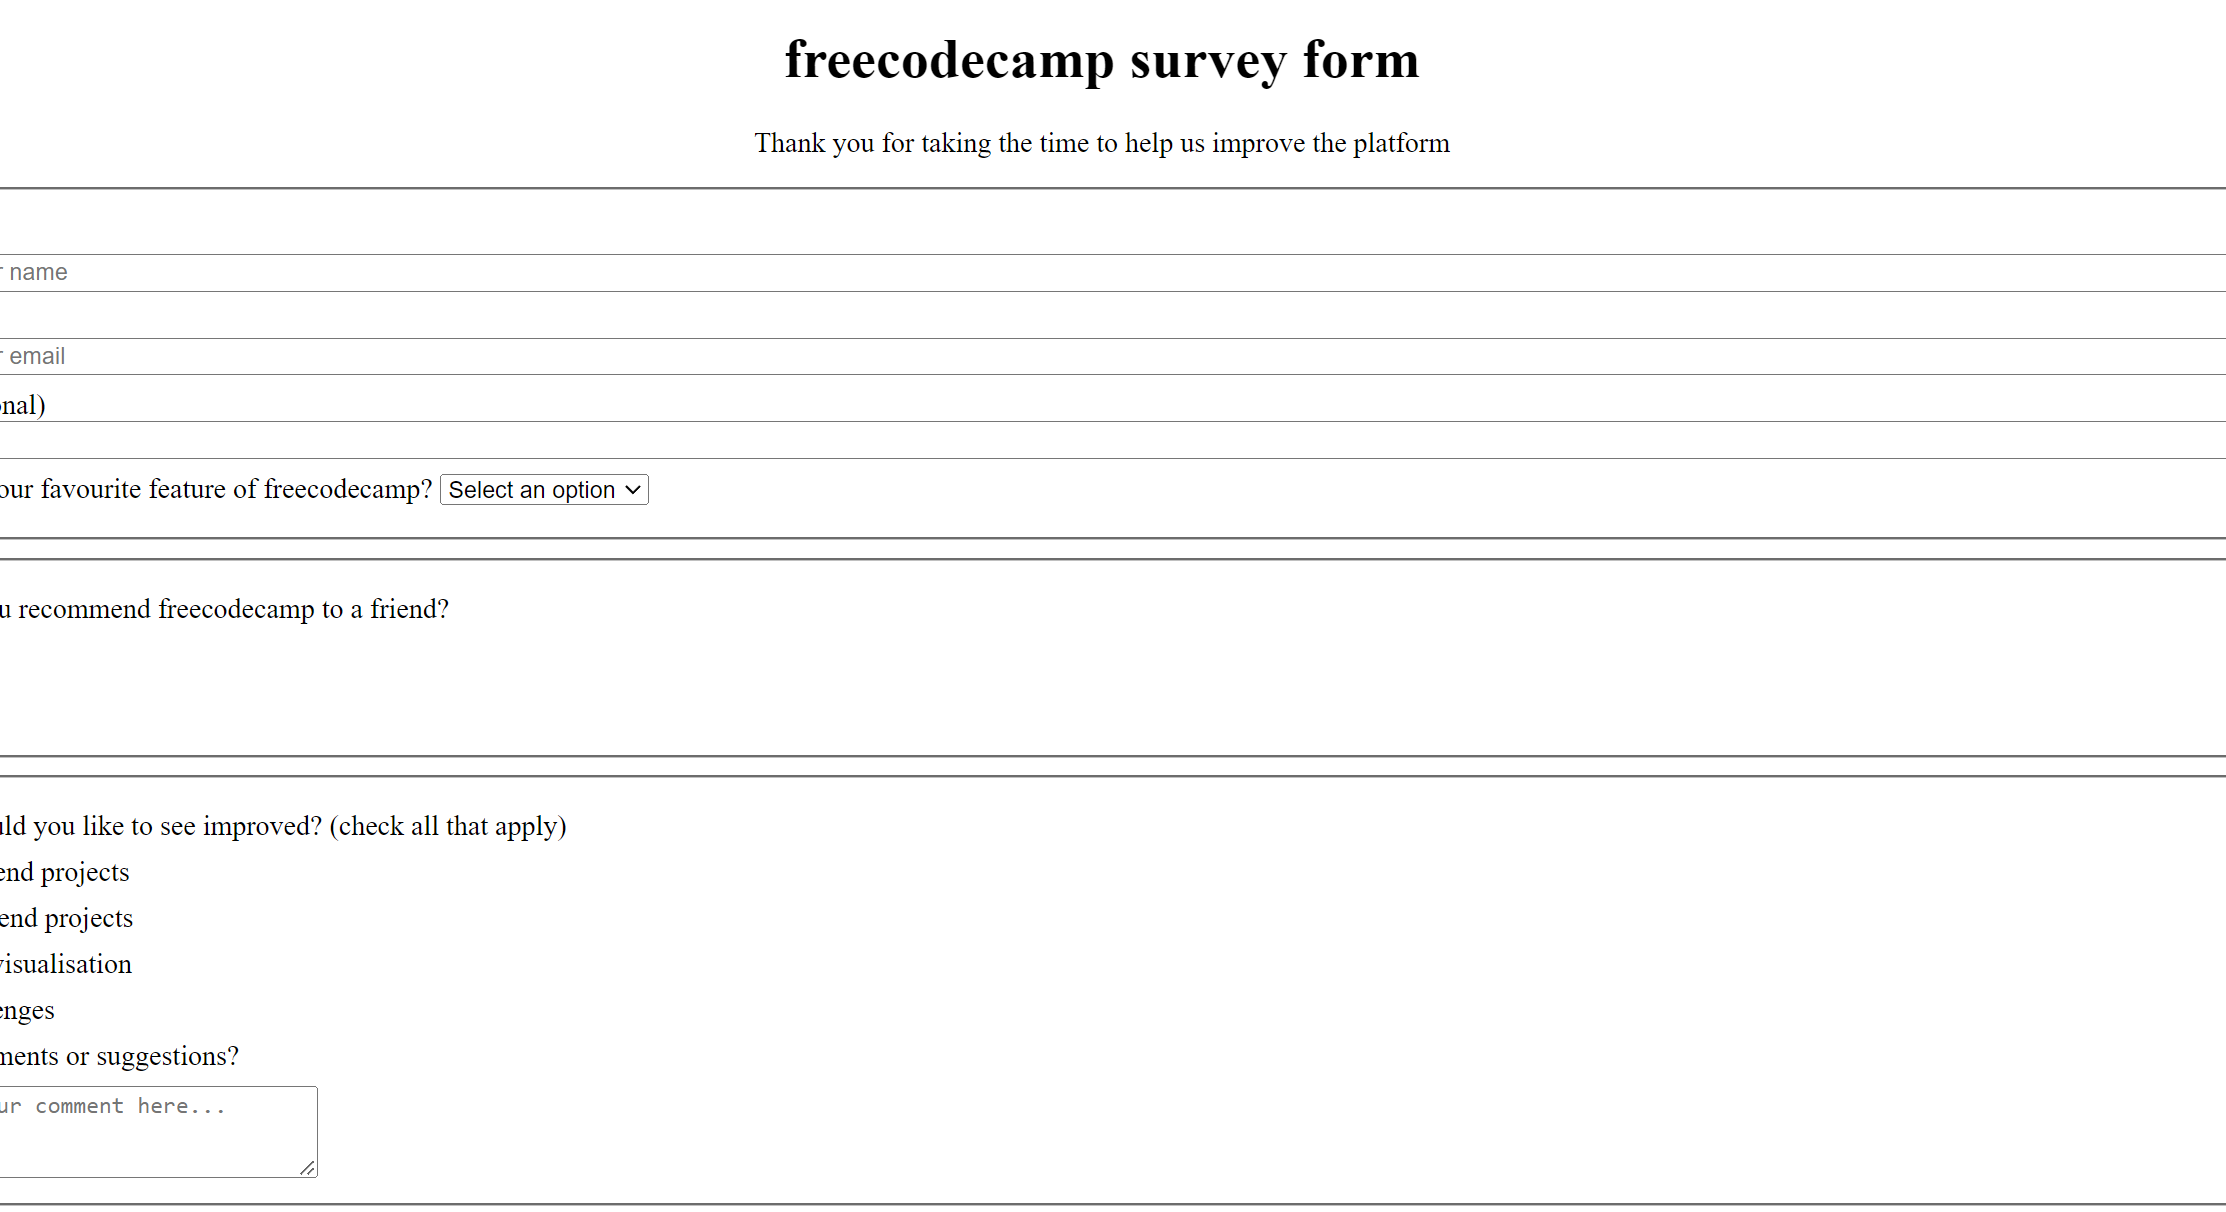 freecodecamp survey form
Thank you for taking the time to help us improve the platform
name
email
nal)
our favourite feature of freecodecamp? Select an option
u recommend freecodecamp to a friend?
ld you like to see improved? (check all that apply)
end projects
end projects
visualisation
enges
ments or suggestions?
ur comment here...